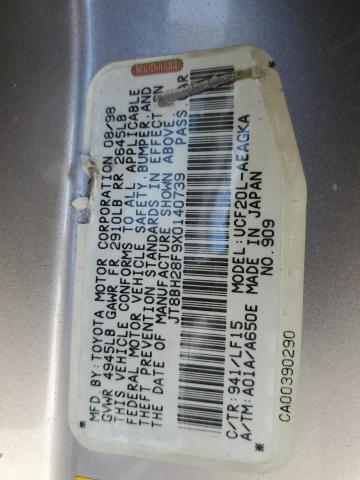 MFD BY: TOYOTA MOTOR CORPORATION 08/98
GVWR 4945LB GAWR FR 2910LB RR 2645LB
THIS VEHICLE CONFORMS TO ALL APPLICABLE
FEDERAL MOTOR VEHICLE SAFETY, BUMPER, AND
THEFT PREVENTION STANDARDS IN EFFECT ON
THE DATE OF MANUFACTURE SHOWN ABOVE.
JT8BH28F9X0140739 PASS. CAR
C/TR: 941/LF15 MODEL: UCF20L-AEAGKA
A/TM: A01A/A650E MADE IN JAPAN
NO. 909
CA00390290